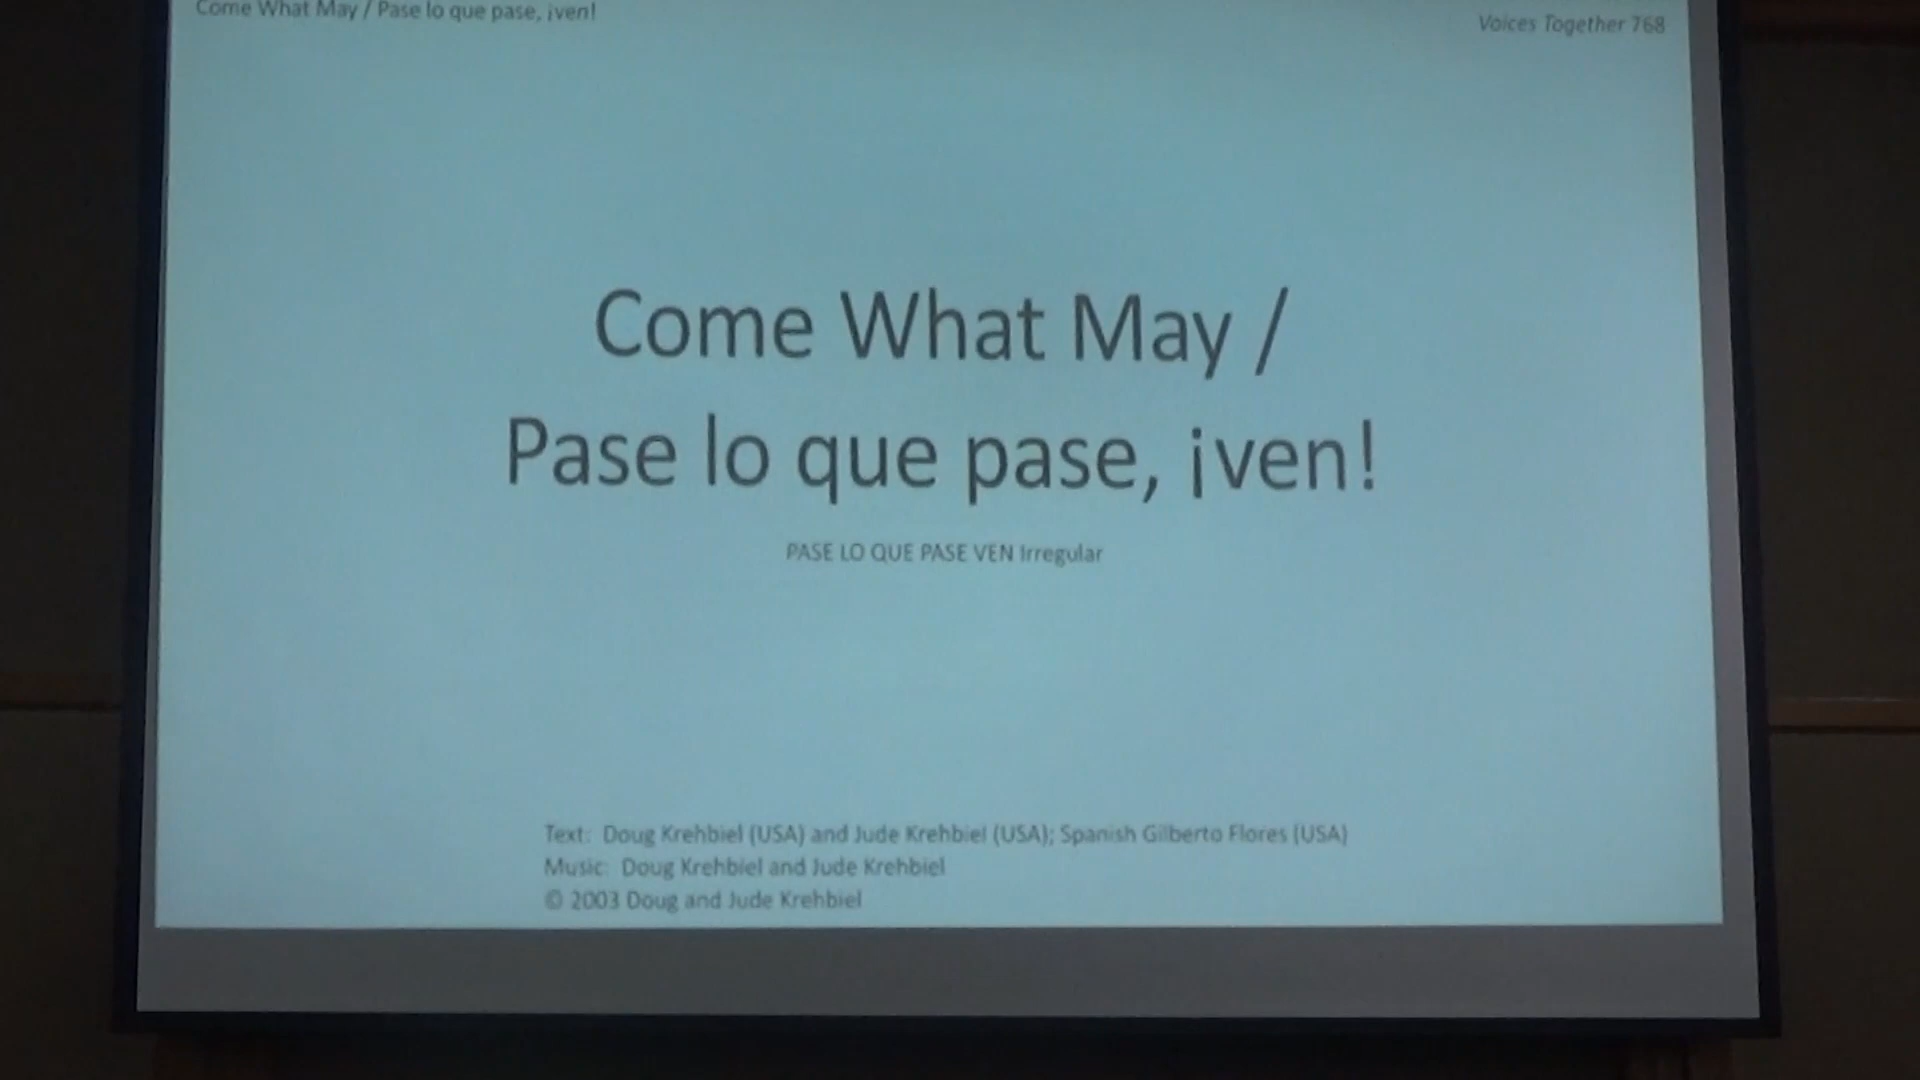 Come What May / Pase lo que pase, ¡ven!
Voices Together 768
Come What May /
Pase lo que pase, ¡ven!
PASE LO QUE PASE VEN Irregular
Text: Doug Krehbiel (USA) and Jude Krehbiel (USA); Spanish Gilberto Flores (USA)
Music: Doug Krehbiel and Jude Krehbiel
© 2003 Doug and Jude Krehbiel